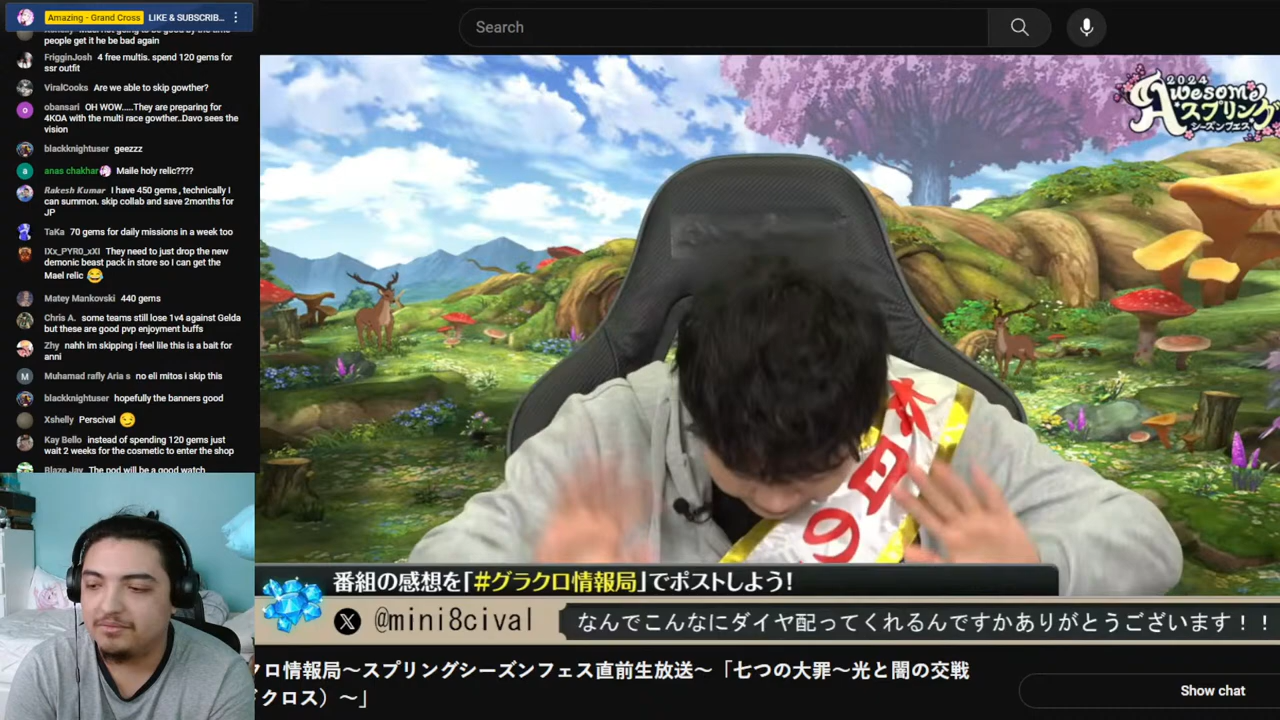 Amazing - Grand Cross LIKE & SUBSCRIB...
people get it he be bad again
FrigginJosh 4 free multis. spend 120 gems for
ssr outfit
ViralCooks Are we able to skip gowther?
obansari OH WOW.....They are preparing for
4KOA with the multi race gowther..Davo sees the
vision
blackknightuser geezzz
anas chakhar Maile holy relic????
Rakesh Kumar I have 450 gems , technically I
can summon. skip collab and save 2months for
JP
TaKa 70 gems for daily missions in a week too
IXx_PYR0_xXI They need to just drop the new
demonic beast pack in store so I can get the
Mael relic 😂
Matey Mankovski 440 gems
Chris A. some teams still lose 1v4 against Gelda
but these are good pvp enjoyment buffs
Zhy nahh im skipping i feel lile this is a bait for
anni
Muhamad rafly Aria s no eli mitos i skip this
blackknightuser hopefully the banners good
Xshelly Perscival 😏
Kay Bello instead of spending 120 gems just
wait 2 weeks for the cosmetic to enter the shop
Blaze Jay The pod will be a good watch
Search
2024
Awesome
スプリング
シーズンフェス
本日の
番組の感想を「#グラクロ情報局」でポストしよう!
X @mini8cival なんでこんなにダイヤ配ってくれるんですかありがとうございます!!
クロ情報局～スプリングシーズンフェス直前生放送～「七つの大罪～光と闇の交戦
ドクロス）～」
Show chat